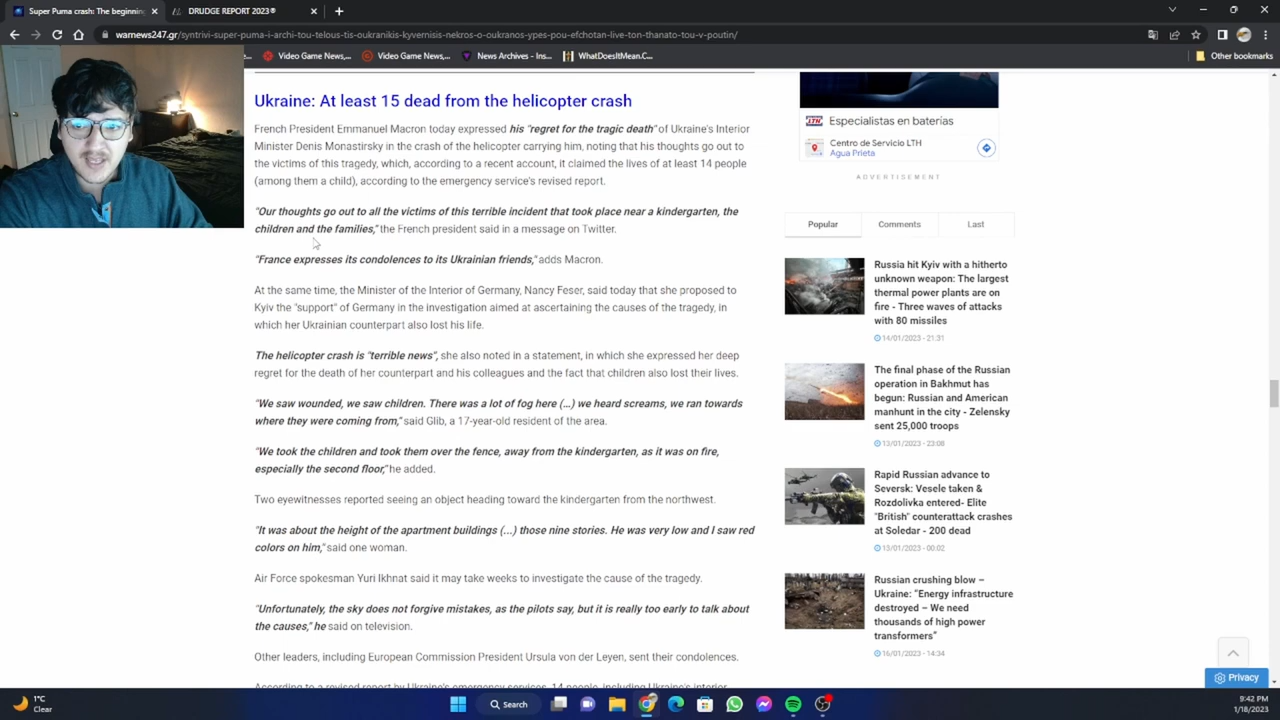 Super Puma crash: The beginning
DRUDGE REPORT 2023®
warnews247.gr/syntrivi-super-puma-i-archi-tou-telous-tis-oukranikis-kyvernisis-nekros-o-oukranos-ypes-pou-efchotan-live-ton-thanato-tou-v-poutin/
Video Game News,...
Video Game News,...
News Archives - Ins...
WhatDoesItMean.C...
Other bookmarks
Ukraine: At least 15 dead from the helicopter crash
French President Emmanuel Macron today expressed his "regret for the tragic death" of Ukraine's Interior
Minister Denis Monastirsky in the crash of the helicopter carrying him, noting that his thoughts go out to
the victims of this tragedy, which, according to a recent account, it claimed the lives of at least 14 people
(among them a child), according to the emergency service's revised report.
"Our thoughts go out to all the victims of this terrible incident that took place near a kindergarten, the
children and the families," the French president said in a message on Twitter.
"France expresses its condolences to its Ukrainian friends," adds Macron.
At the same time, the Minister of the Interior of Germany, Nancy Feser, said today that she proposed to
Kyiv the "support" of Germany in the investigation aimed at ascertaining the causes of the tragedy, in
which her Ukrainian counterpart also lost his life.
The helicopter crash is "terrible news", she also noted in a statement, in which she expressed her deep
regret for the death of her counterpart and his colleagues and the fact that children also lost their lives.
"We saw wounded, we saw children. There was a lot of fog here (...) we heard screams, we ran towards
where they were coming from," said Glib, a 17-year-old resident of the area.
"We took the children and took them over the fence, away from the kindergarten, as it was on fire,
especially the second floor," he added.
Two eyewitnesses reported seeing an object heading toward the kindergarten from the northwest.
"It was about the height of the apartment buildings (...) those nine stories. He was very low and I saw red
colors on him," said one woman.
Air Force spokesman Yuri Ikhnat said it may take weeks to investigate the cause of the tragedy.
"Unfortunately, the sky does not forgive mistakes, as the pilots say, but it is really too early to talk about
the causes," he said on television.
Other leaders, including European Commission President Ursula von der Leyen, sent their condolences.
According to a revised report by Ukraine's emergency services, 14 people, including Ukraine's interior
LTH
Especialistas en baterías
Centro de Servicio LTH
Agua Prieta
ADVERTISEMENT
Popular
Comments
Last
Russia hit Kyiv with a hitherto
unknown weapon: The largest
thermal power plants are on
fire - Three waves of attacks
with 80 missiles
14/01/2023 - 21:31
The final phase of the Russian
operation in Bakhmut has
begun: Russian and American
manhunt in the city - Zelensky
sent 25,000 troops
13/01/2023 - 23:08
Rapid Russian advance to
Seversk: Vesele taken &
Rozdolivka entered- Elite
"British" counterattack crashes
at Soledar - 200 dead
13/01/2023 - 00:02
Russian crushing blow –
Ukraine: "Energy infrastructure
destroyed – We need
thousands of high power
transformers"
16/01/2023 - 14:34
Privacy
1°C
Clear
Search
9:42 PM
1/18/2023